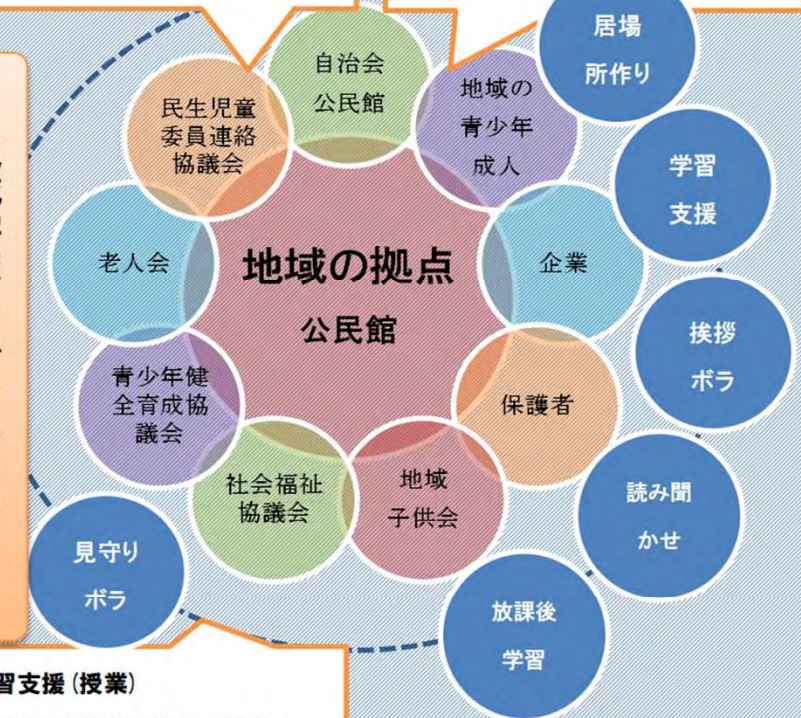 自治会
公民館
地域の
青少年
成人
企業
保護者
地域
子供会
社会福祉
協議会
青少年健
全育成協
議会
老人会
民生児童
委員連絡
協議会
地域の拠点
公民館
居場
所作り
学習
支援
挨拶
ボラ
読み聞
かせ
放課後
学習
見守り
ボラ
習支援(授業)